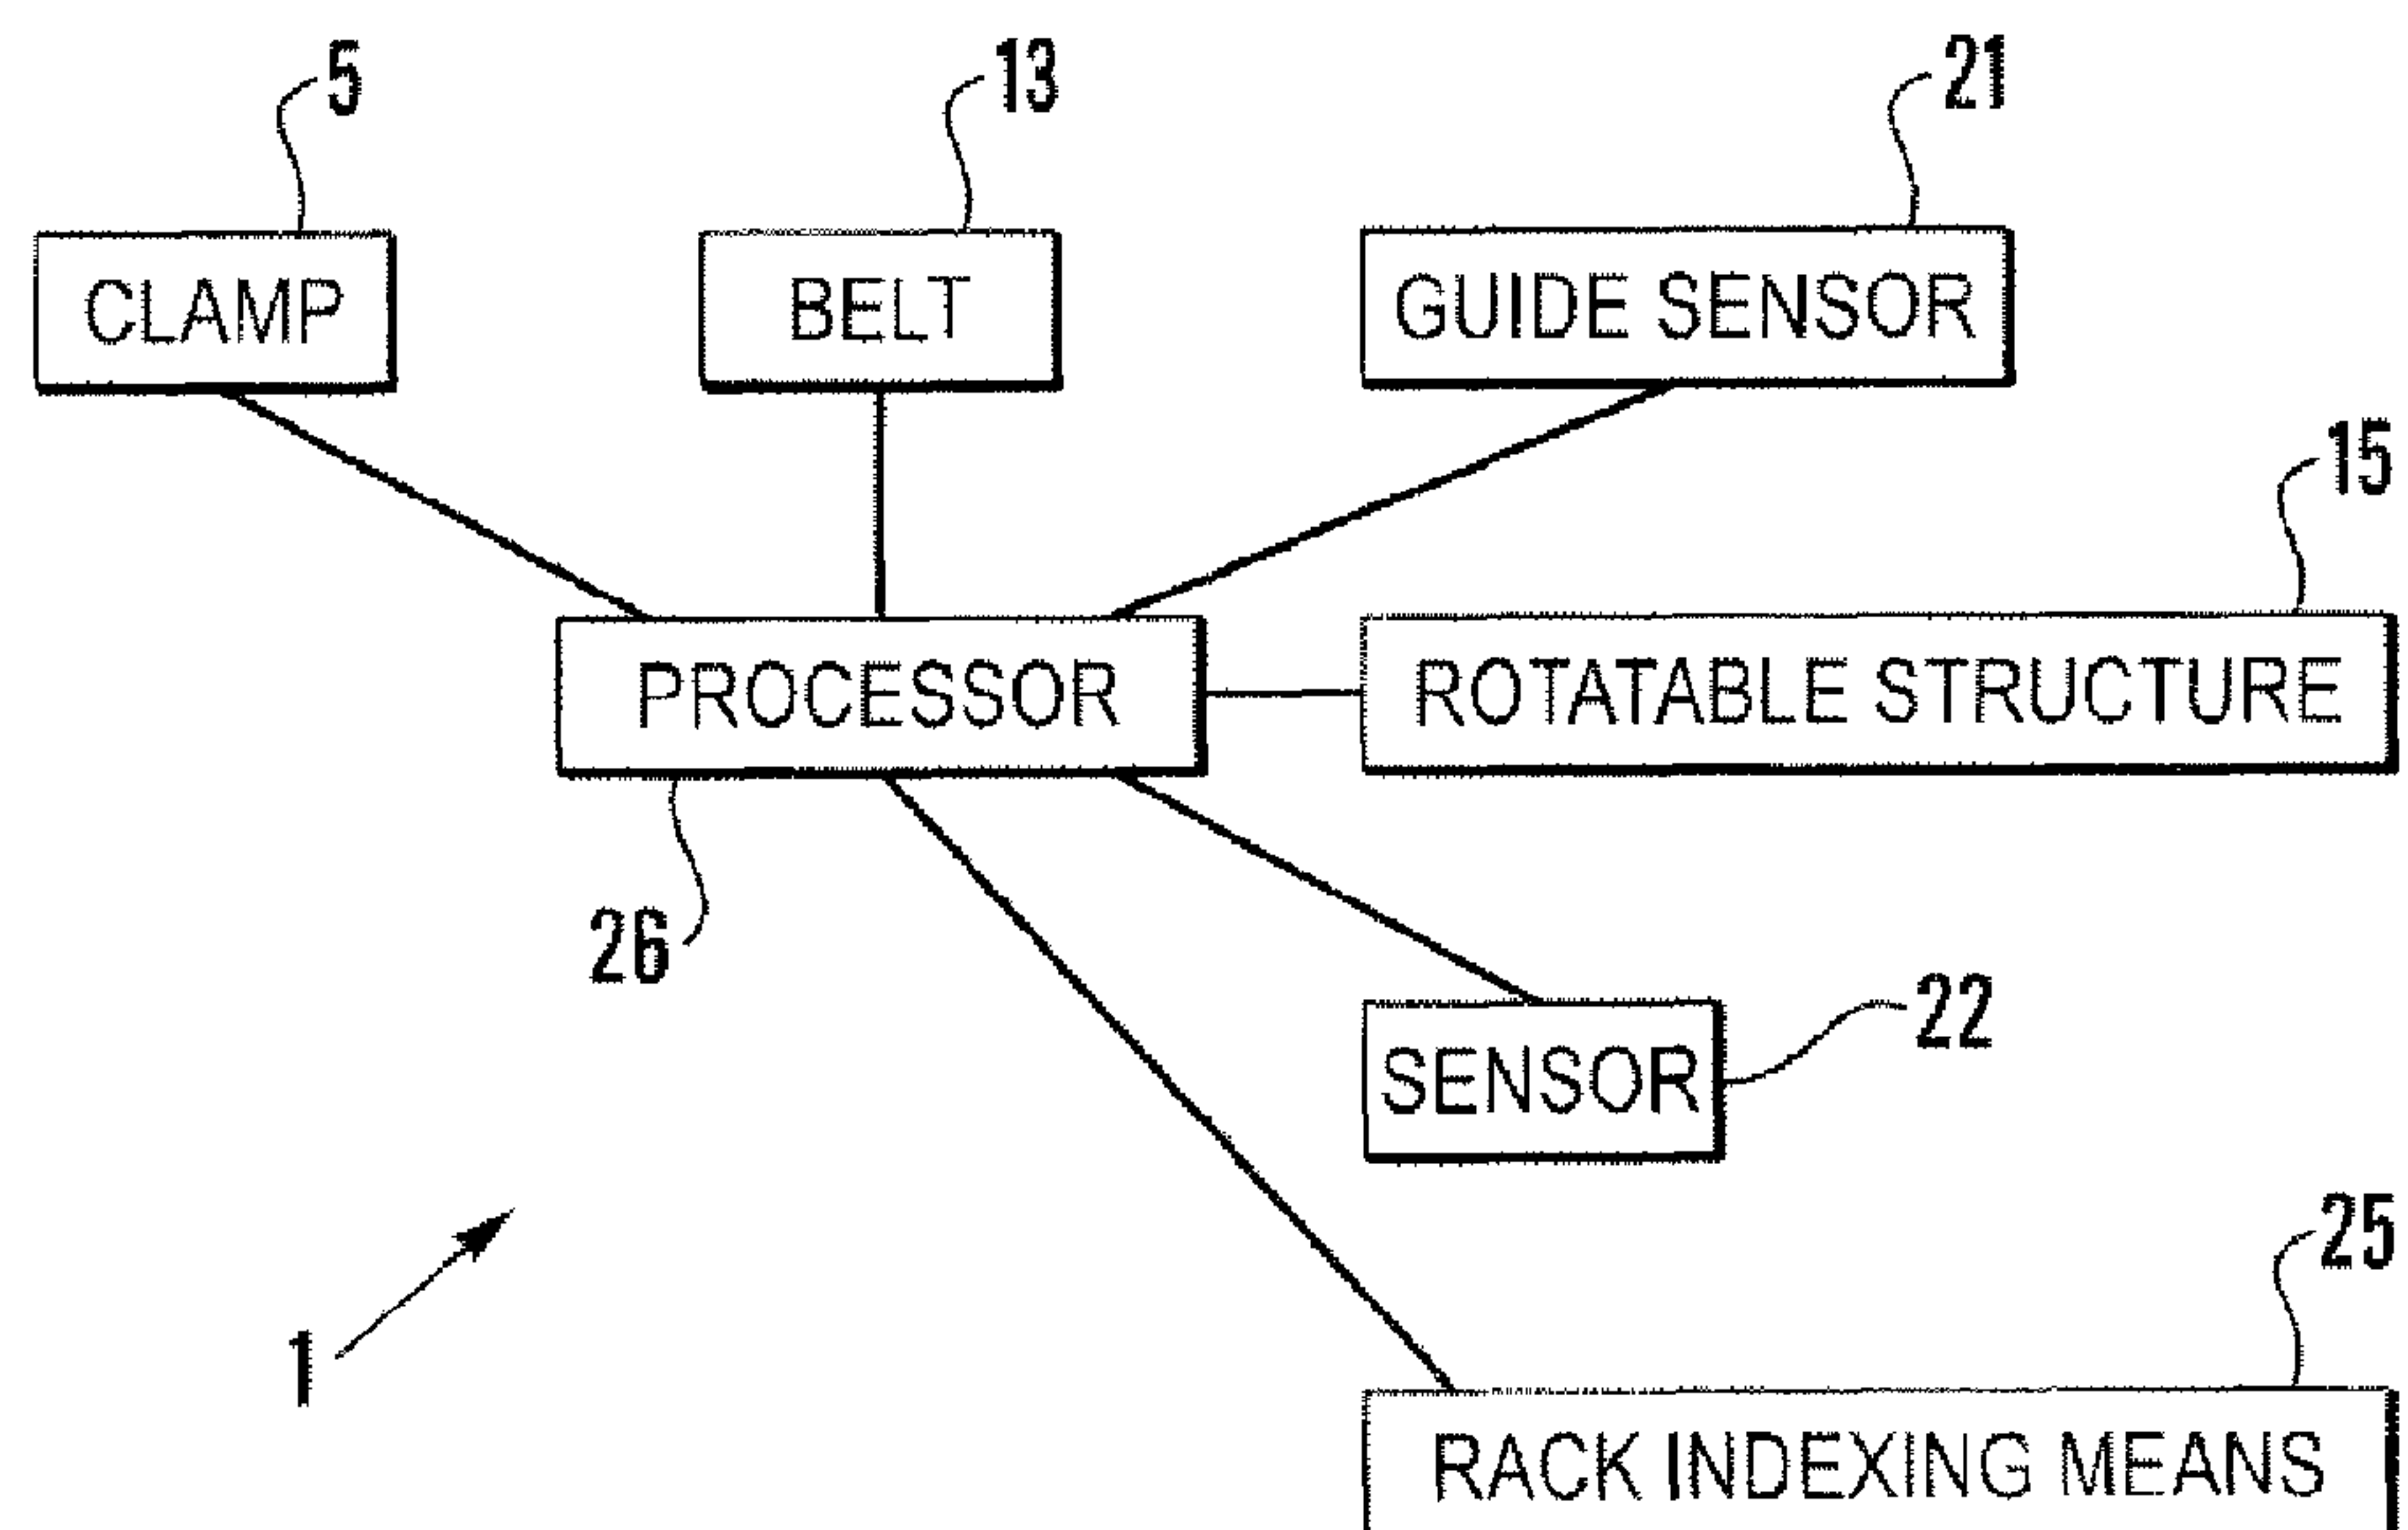 5
13
21
CLAMP
BELT
GUIDE SENSOR
15
PROCESSOR
ROTATABLE STRUCTURE
26
22
SENSOR
25
1
RACK INDEXING MEANS